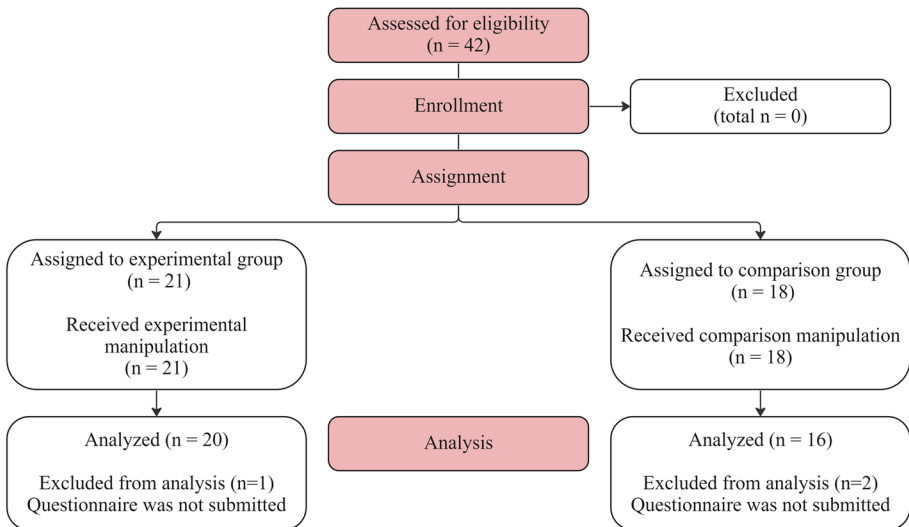 Assessed for eligibility
(n = 42)
Enrollment
Excluded
(total n = 0)
Assignment
Assigned to experimental group
(n = 21)
Received experimental
manipulation
(n = 21)
Assigned to comparison group
(n = 18)
Received comparison manipulation
(n = 18)
Analyzed (n = 20)
Excluded from analysis (n=1)
Questionnaire was not submitted
Analysis
Analyzed (n = 16)
Excluded from analysis (n=2)
Questionnaire was not submitted